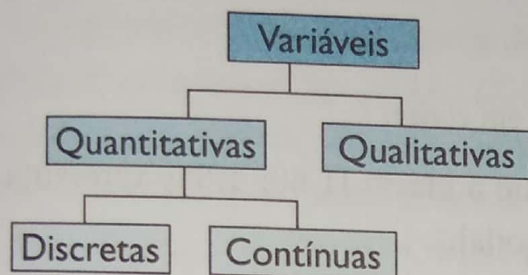 Variáveis
Quantitativas
Qualitativas
Discretas
Contínuas